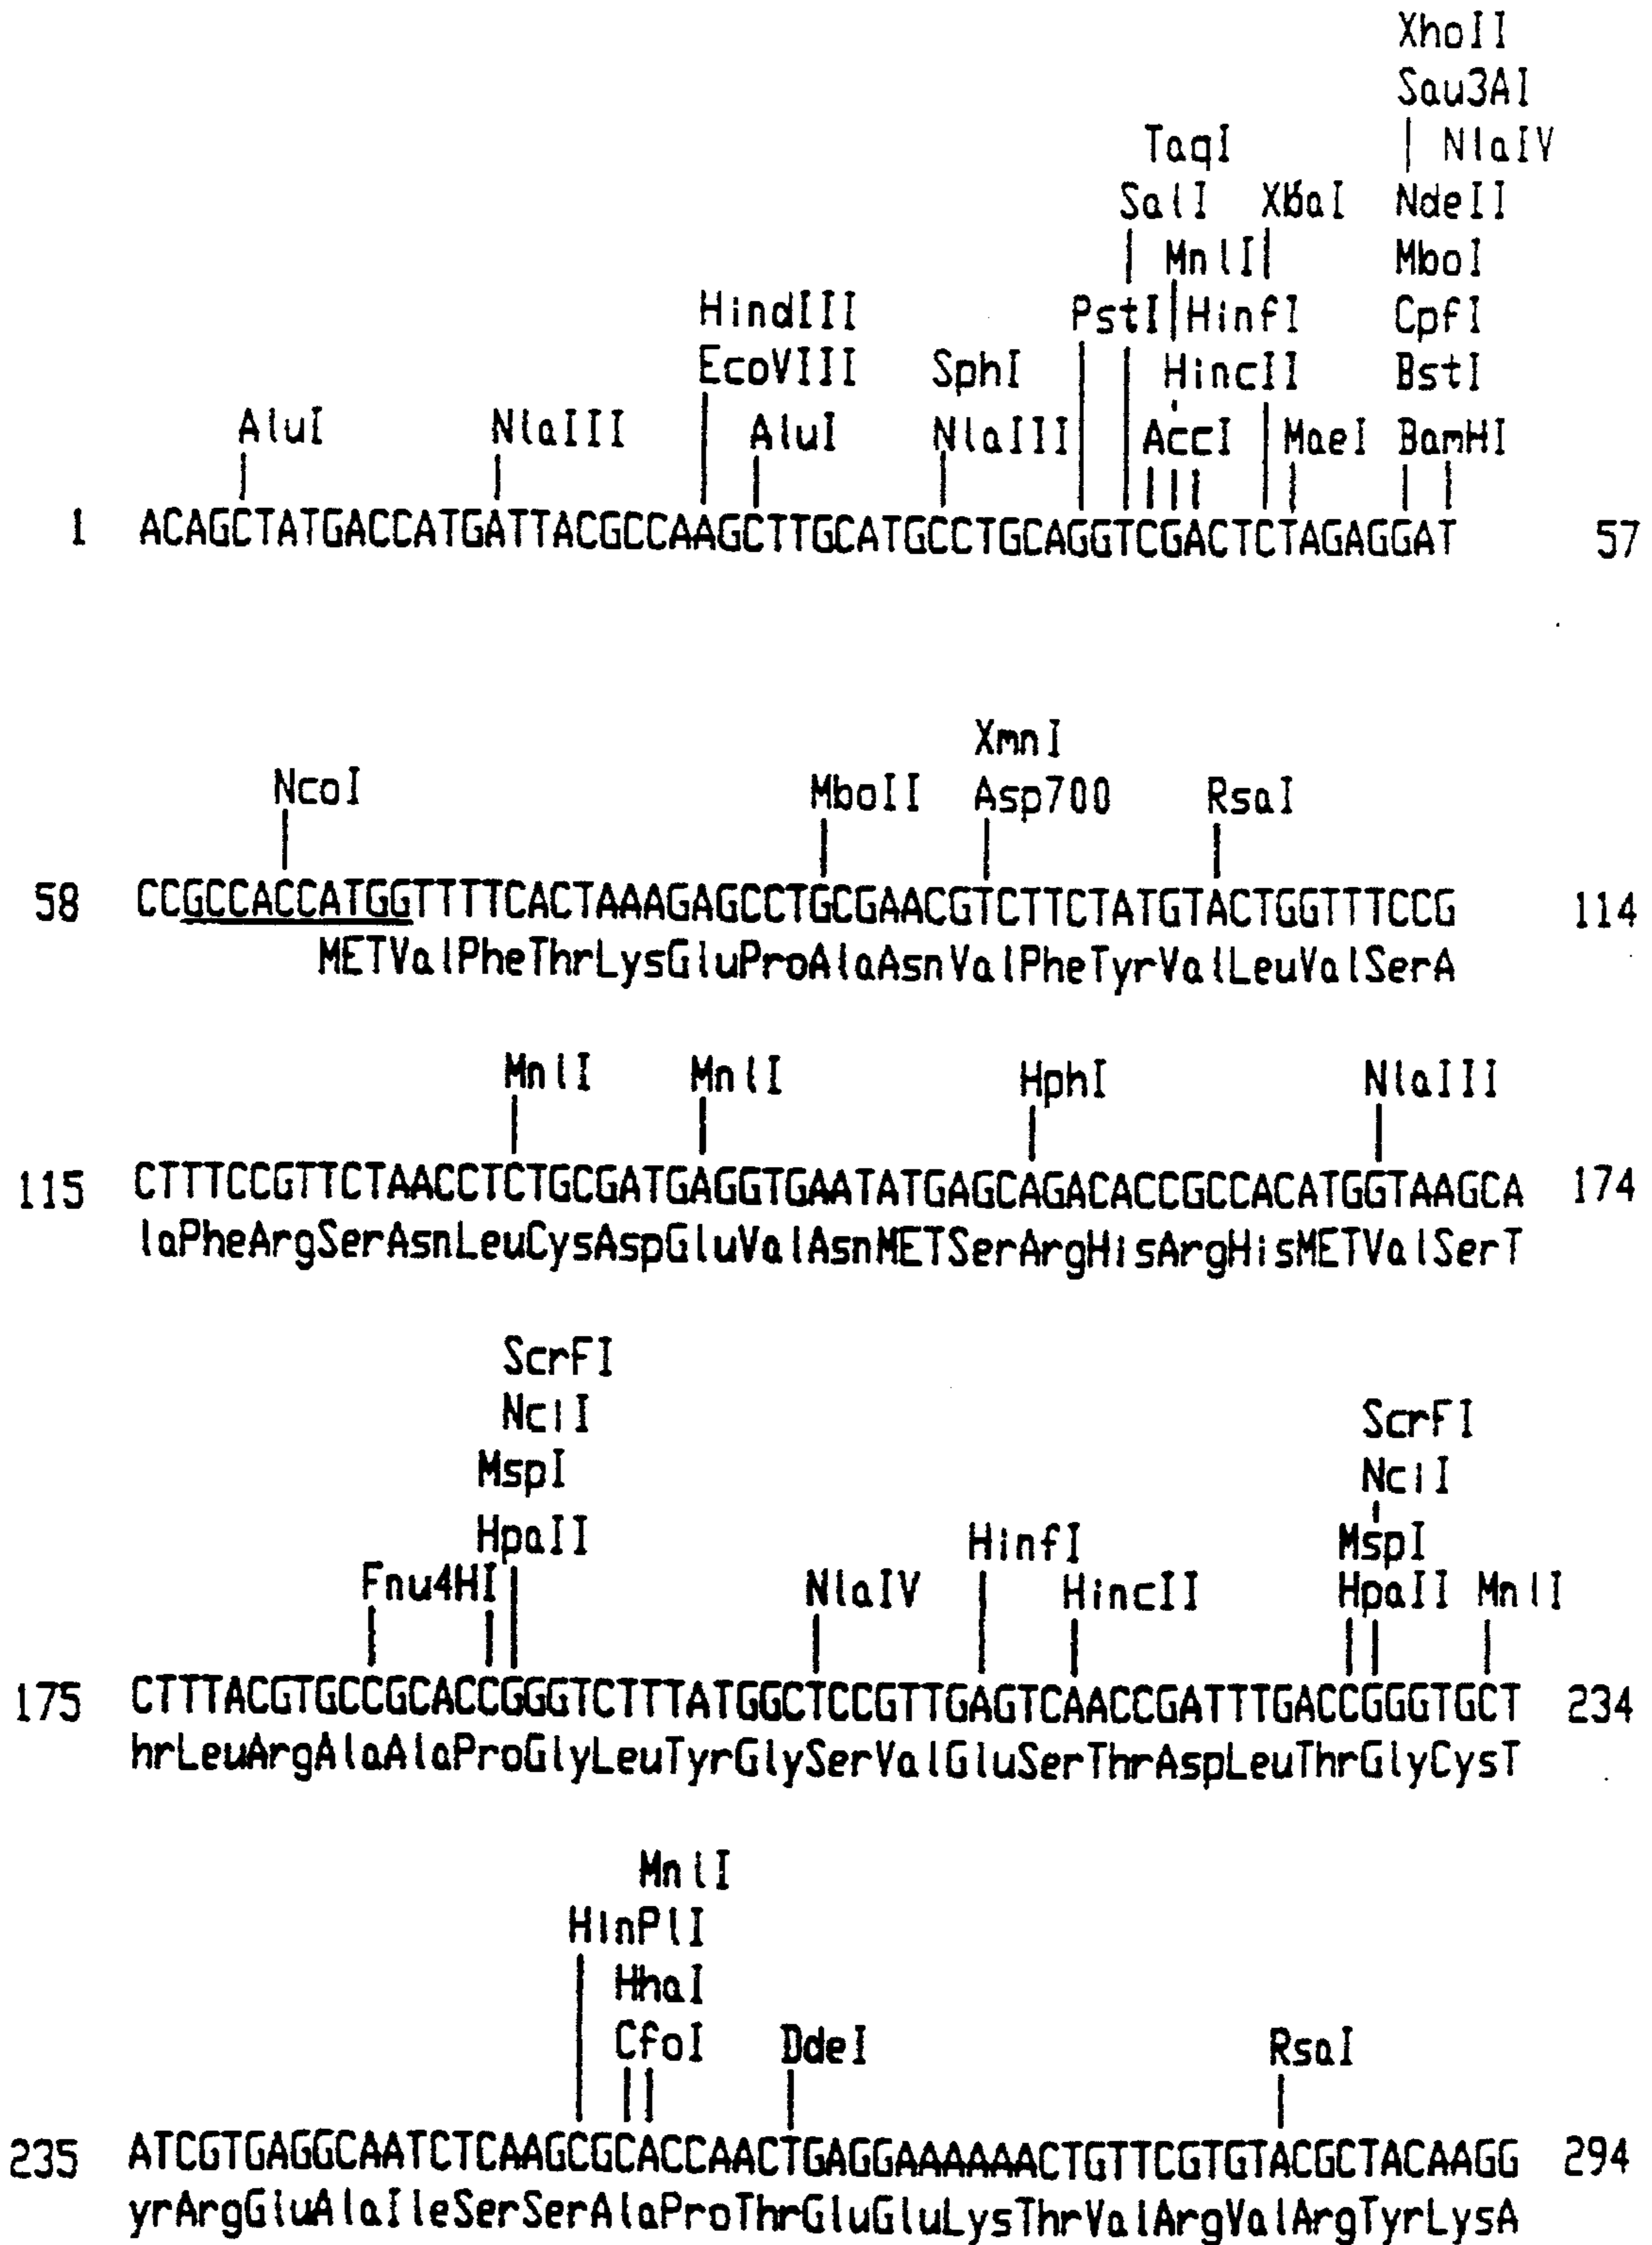 XhoII
Sau3AI
TaqI NlaIV
SalI XbaI NdeII
MnlI MboI
HindIII PstI HinfI CpfI
EcoVIII SphI HincII BstI
AluI NlaIII AluI NlaIII AccI MaeI BamHI
1 ACAGCTATGACCATGATTACGCCAAGCTTGCATGCCTGCAGGTCGACTCTAGAGGAT 57
XmnI
NcoI MboII Asp700 RsaI
58 CCGCCACCATGGTTTTCACTAAAGAGCCTGCGAACGTCTTCTATGTACTGGTTTCCG 114
METValPheThrLysGluProAlaAsnValPheTyrValLeuValSerA
MnlI MnlI HphI NlaIII
115 CTTTCCGTTCTAACCTCTGCGATGAGGTGAATATGAGCAGACACCGCCACATGGTAAGCA 174
laPheArgSerAsnLeuCysAspGluValAsnMETSerArgHisArgHisMETValSerT
ScrFI
NciI ScrFI
MspI NciI
HpaII HinfI MspI
Fnu4HI NlaIV HincII HpaII MnlI
175 CTTTACGTGCCGCACCGGGTCTTTATGGCTCCGTTGAGTCAACCGATTTGACCGGGTGCT 234
hrLeuArgAlaAlaProGlyLeuTyrGlySerValGluSerThrAspLeuThrGlyCysT
MnlI
HInPlI
HhaI
CfoI DdeI RsaI
235 ATCGTGAGGCAATCTCAAGCGCACCAACTGAGGAAAAAACTGTTCGTGTACGCTACAAGG 294
yrArgGluAlaIleSerSerAlaProThrGluGluLysThrValArgValArgTyrLysA